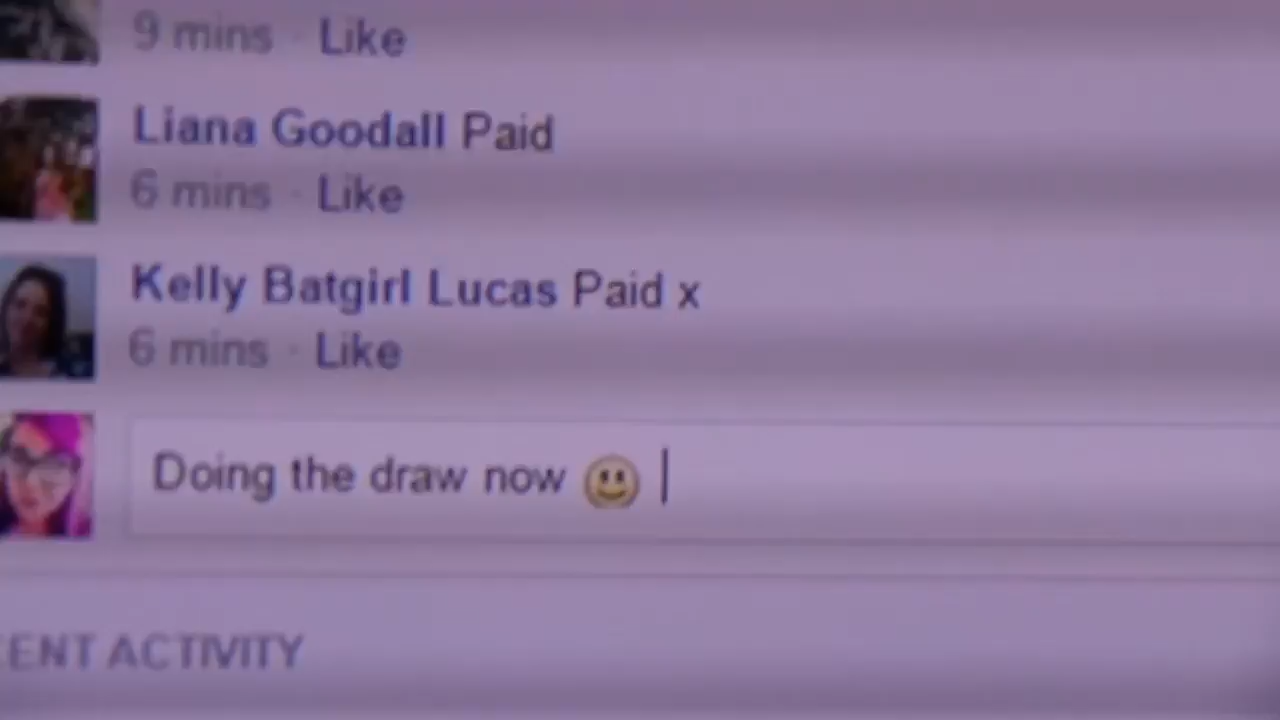 9 mins · Like
Liana Goodall Paid
6 mins · Like
Kelly Batgirl Lucas Paid x
6 mins · Like
Doing the draw now 😃
ENT ACTIVITY